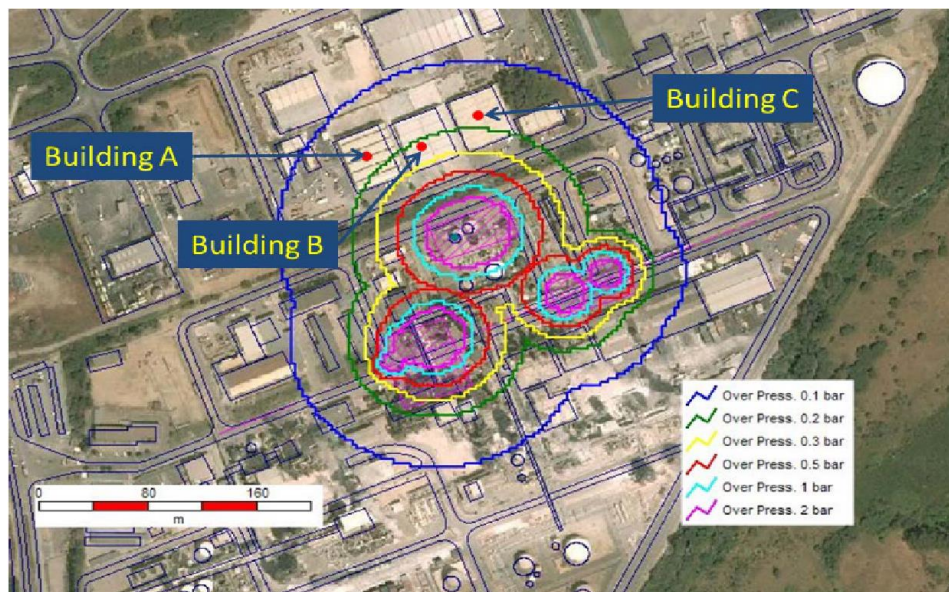 Building C
Building A
Building B
Over Press. 0.1 bar
Over Press. 0.2 bar
Over Press. 0.3 bar
Over Press. 0.5 bar
Over Press. 1 bar
Over Press. 2 bar
0 80 160
m